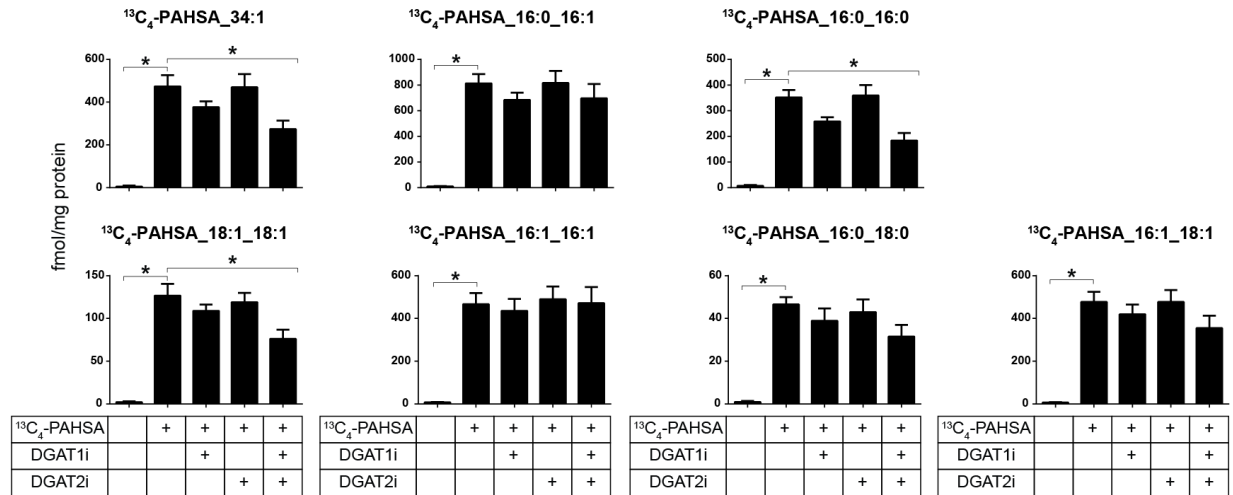 ¹³C₄-PAHSA_34:1
¹³C₄-PAHSA_16:0_16:1
¹³C₄-PAHSA_16:0_16:0
600
400
200
0
*
*
1000
800
600
400
200
0
*
500
400
300
200
100
0
*
*
fmol/mg protein
¹³C₄-PAHSA_18:1_18:1
¹³C₄-PAHSA_16:1_16:1
¹³C₄-PAHSA_16:0_18:0
¹³C₄-PAHSA_16:1_18:1
150
100
50
0
*
*
600
400
200
0
*
60
40
20
0
*
600
400
200
0
*
¹³C₄-PAHSA + + + +
DGAT1i + +
DGAT2i + +
¹³C₄-PAHSA + + + +
DGAT1i + +
DGAT2i + +
¹³C₄-PAHSA + + + +
DGAT1i + +
DGAT2i + +
¹³C₄-PAHSA + + + +
DGAT1i + +
DGAT2i + +